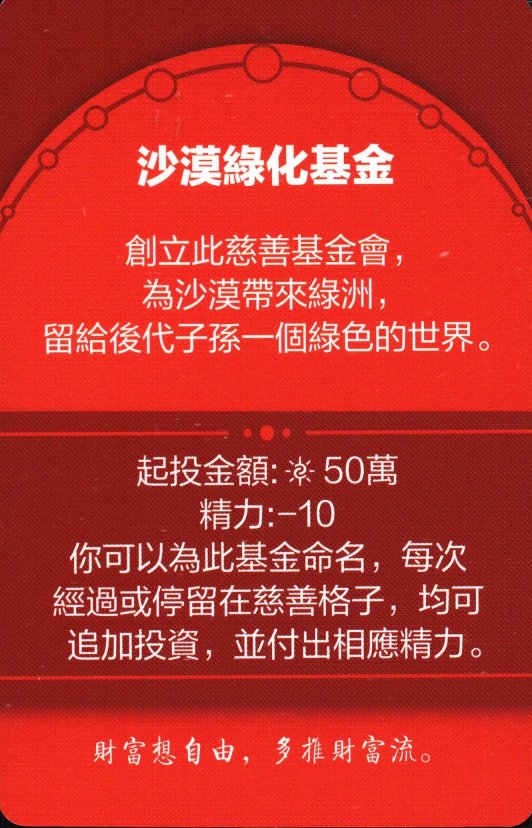 沙漠綠化基金
創立此慈善基金會，
為沙漠帶來綠洲，
留給後代子孫一個綠色的世界。
起投金額: 50萬
精力:-10
你可以為此基金命名，每次
經過或停留在慈善格子，均可
追加投資，並付出相應精力。
財富想自由，多推財富流。